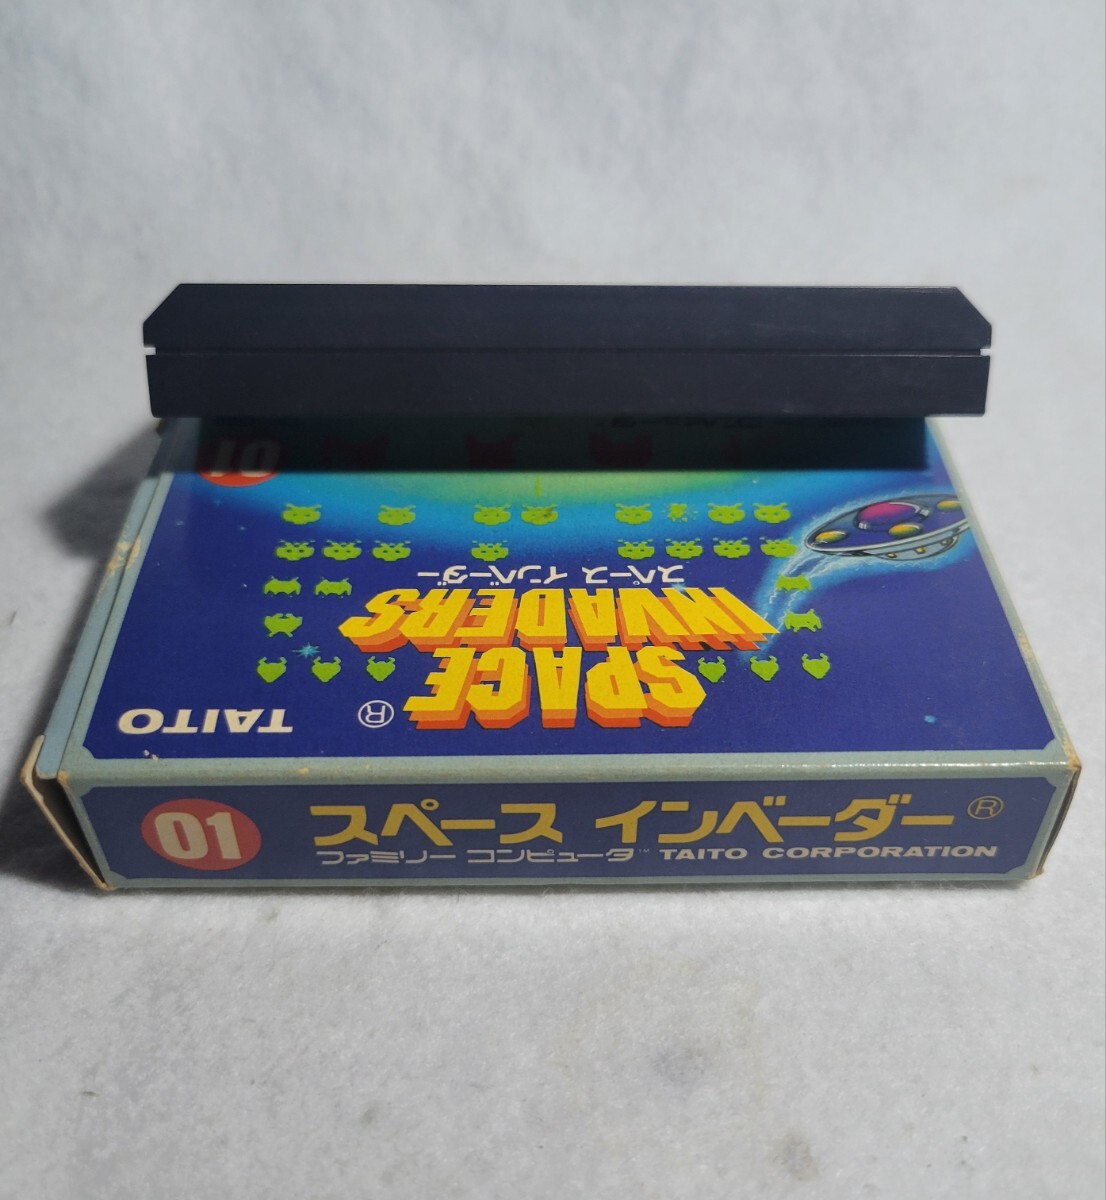 01
スペース インベーダー
SPACE
INVADERS
®
TAITO
01
スペース インベーダー®
ファミリー コンピュータ™ TAITO CORPORATION